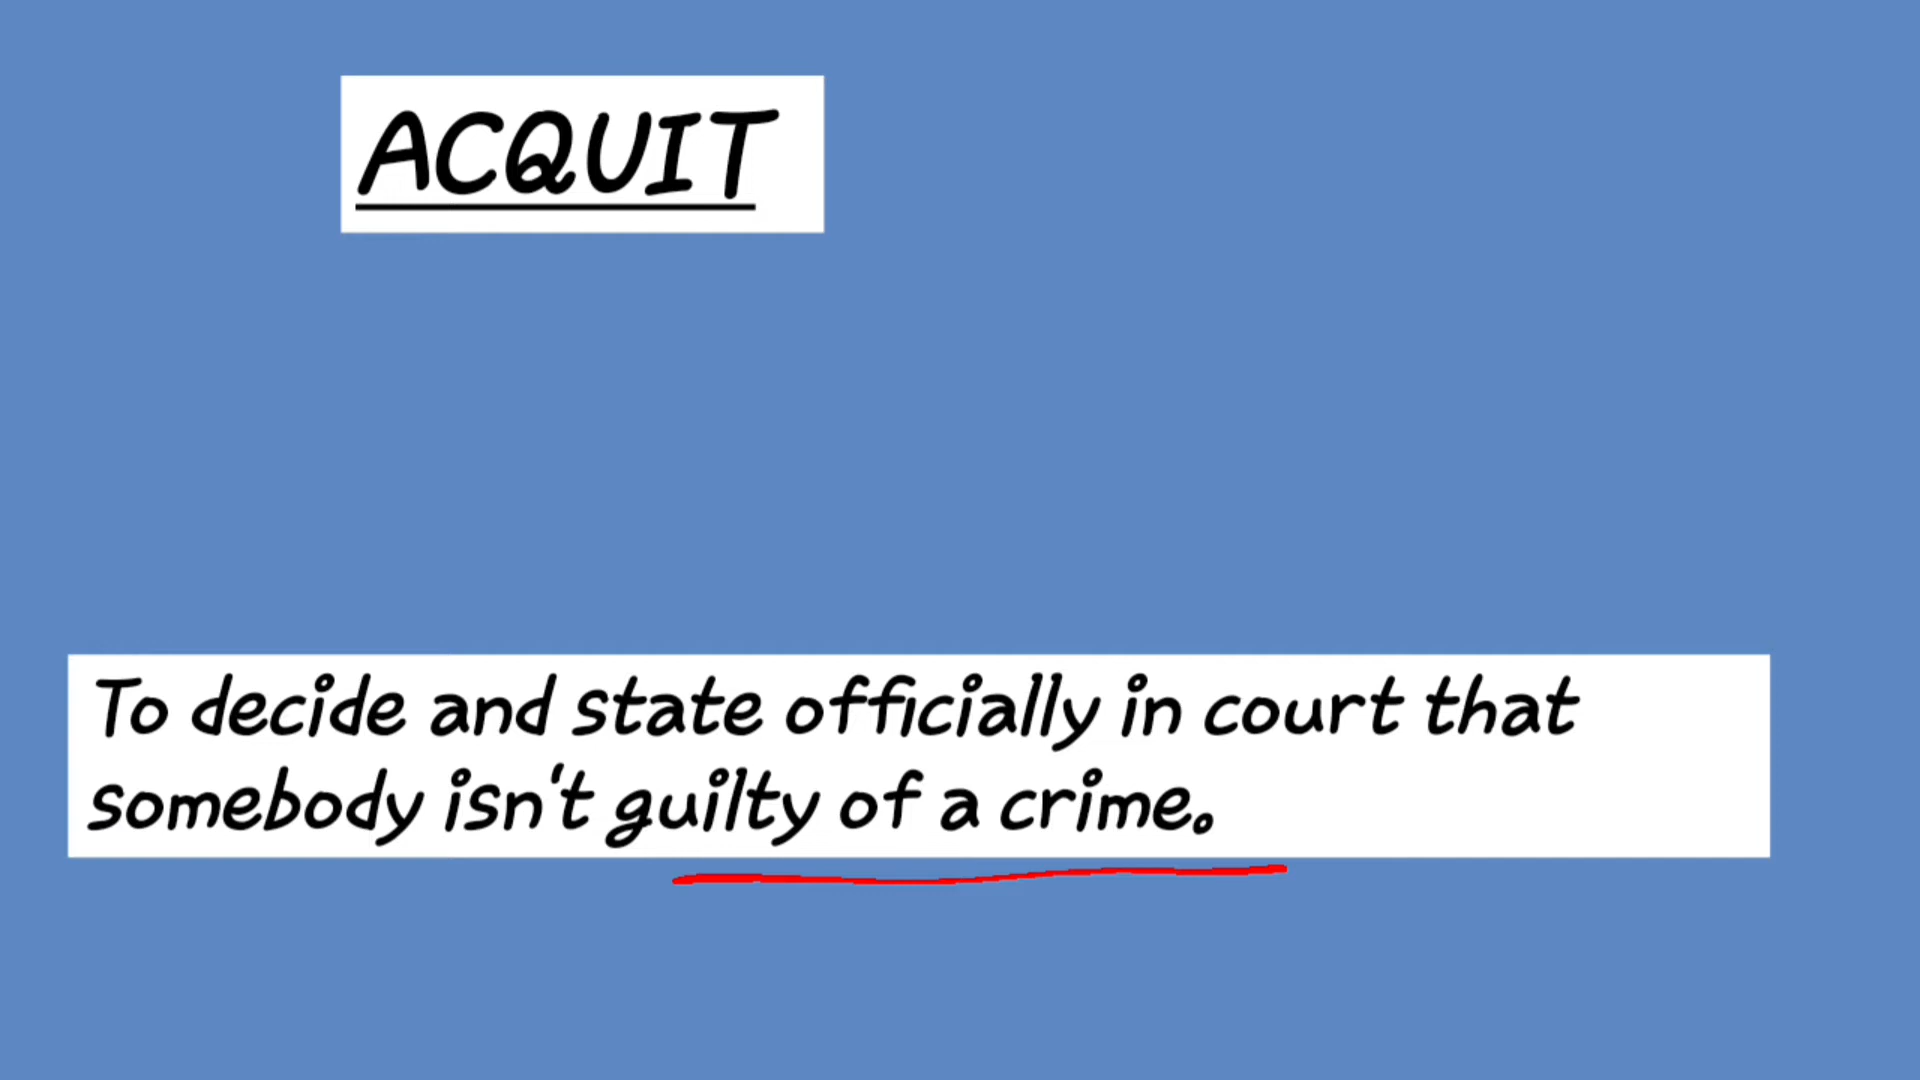 ACQUIT
To decide and state officially in court that
somebody isn't guilty of a crime.